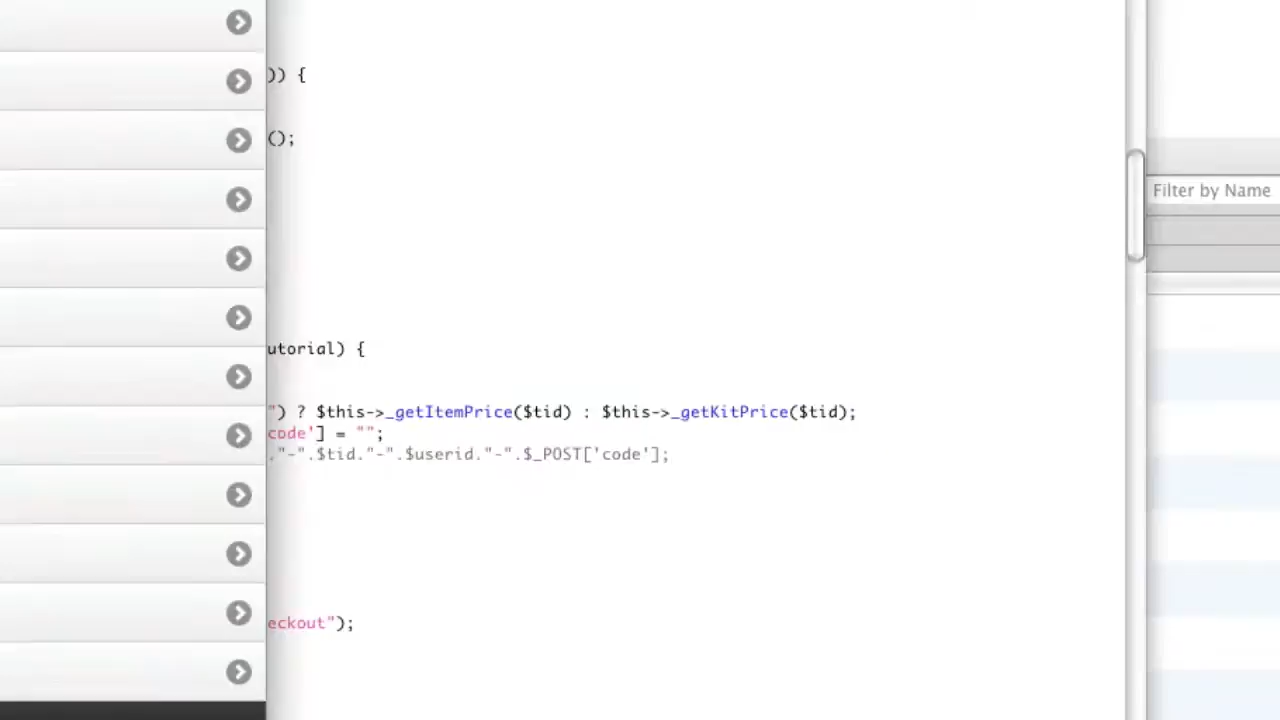 )) {
();
Filter by Name
utorial) {
") ? $this->_getItemPrice($tid) : $this->_getKitPrice($tid);
code'] = "";
."-".$tid."-".$userid."-".$_POST['code'];
eckout");